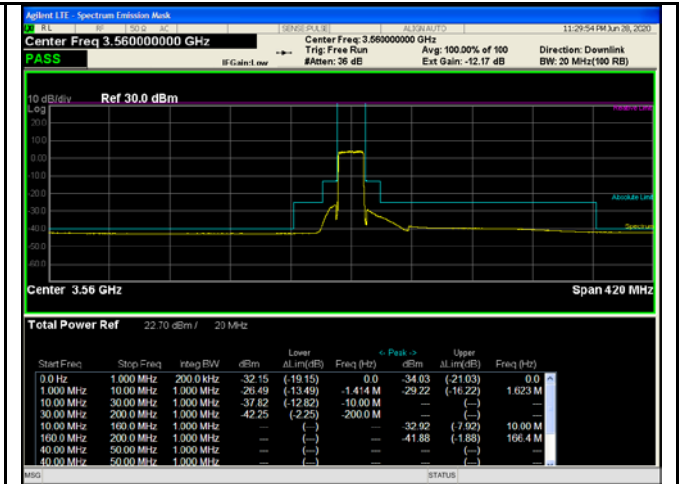 Agilent LTE - Spectrum Emission Mask
RL RF 50 Ω AC SENSE:PULSE ALIGN AUTO 11:29:54 PM Jun 28, 2020
Center Freq 3.560000000 GHz Center Freq: 3.560000000 GHz
Trig: Free Run Avg: 100.00% of 100 Direction: Downlink
PASS IFGain:Low #Atten: 36 dB Ext Gain: -12.17 dB BW: 20 MHz(100 RB)
10 dB/div Ref 30.0 dBm
Log
Relative Limit
20.0
10.0
0.00
-10.0
-20.0
Absolute Limit
-30.0
Spectrum
-40.0
-50.0
-60.0
Center 3.56 GHz Span 420 MHz
Total Power Ref 22.70 dBm / 20 MHz
Lower <- Peak -> Upper
Start Freq Stop Freq Integ BW dBm ΔLim(dB) Freq (Hz) dBm ΔLim(dB) Freq (Hz)
0.0 Hz 1.000 MHz 200.0 kHz -32.15 (-19.15) 0.0 -34.03 (-21.03) 0.0
1.000 MHz 10.00 MHz 1.000 MHz -26.49 (-13.49) -1.414 M -29.22 (-16.22) 1.623 M
10.00 MHz 30.00 MHz 1.000 MHz -37.82 (-12.82) -10.00 M --- (---) ---
30.00 MHz 200.0 MHz 1.000 MHz -42.25 (-2.25) -200.0 M --- (---) ---
10.00 MHz 160.0 MHz 1.000 MHz --- (---) --- -32.92 (-7.92) 10.00 M
160.0 MHz 200.0 MHz 1.000 MHz --- (---) --- -41.88 (-1.88) 166.4 M
40.00 MHz 50.00 MHz 1.000 MHz --- (---) --- --- (---) ---
40.00 MHz 50.00 MHz 1.000 MHz --- (---) --- --- (---) ---
MSG STATUS